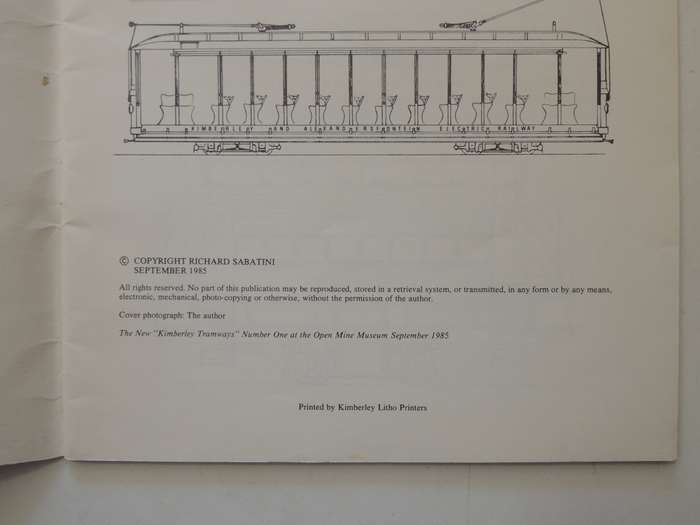 KIMBERLEY AND ALEXANDERSFONTEIN ELECTRICK RAILWAY
© COPYRIGHT RICHARD SABATINI
SEPTEMBER 1985
All rights reserved. No part of this publication may be reproduced, stored in a retrieval system, or transmitted, in any form or by any means,
electronic, mechanical, photo-copying or otherwise, without the permission of the author.
Cover photograph: The author
The New "Kimberley Tramways" Number One at the Open Mine Museum September 1985
Printed by Kimberley Litho Printers